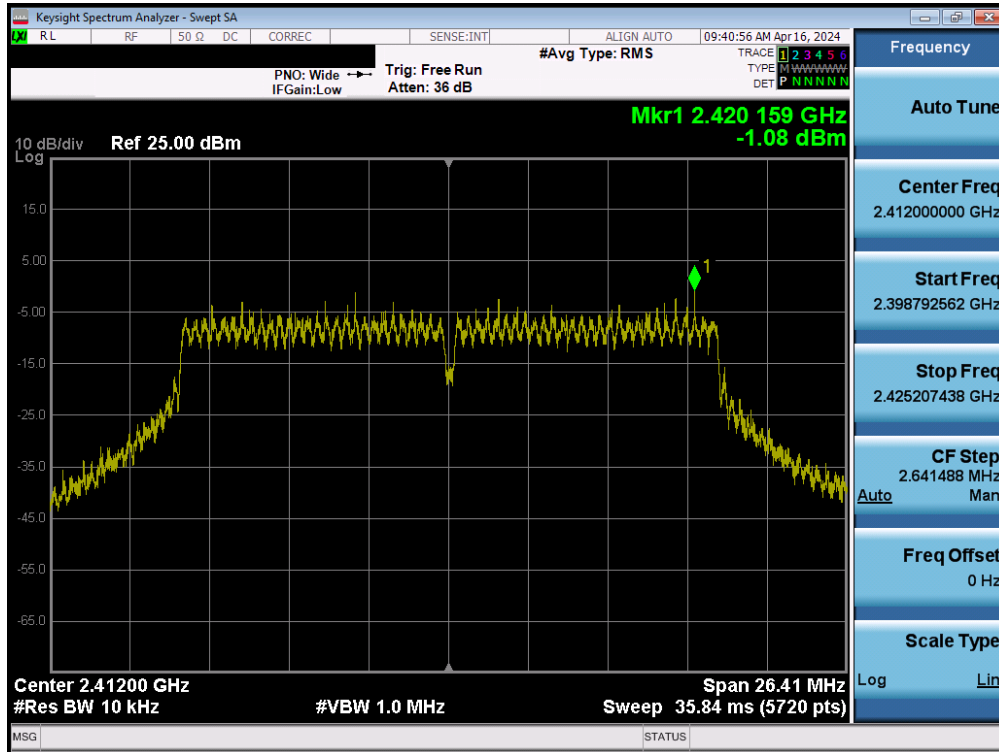 Keysight Spectrum Analyzer - Swept SA
LXI RL RF 50 Ω DC CORREC SENSE:INT ALIGN AUTO 09:40:56 AM Apr 16, 2024
#Avg Type: RMS
TRACE 1 2 3 4 5 6
PNO: Wide Trig: Free Run
TYPE M W W W W W
IFGain:Low Atten: 36 dB
DET P N N N N N
Mkr1 2.420 159 GHz
-1.08 dBm
10 dB/div Ref 25.00 dBm
Log
15.0
5.00
-5.00
-15.0
-25.0
-35.0
-45.0
-55.0
-65.0
1
Center 2.41200 GHz Span 26.41 MHz
#Res BW 10 kHz #VBW 1.0 MHz Sweep 35.84 ms (5720 pts)
MSG STATUS
Frequency
Auto Tune
Center Freq
2.412000000 GHz
Start Freq
2.398792562 GHz
Stop Freq
2.425207438 GHz
CF Step
2.641488 MHz
Auto Man
Freq Offset
0 Hz
Scale Type
Log Lin